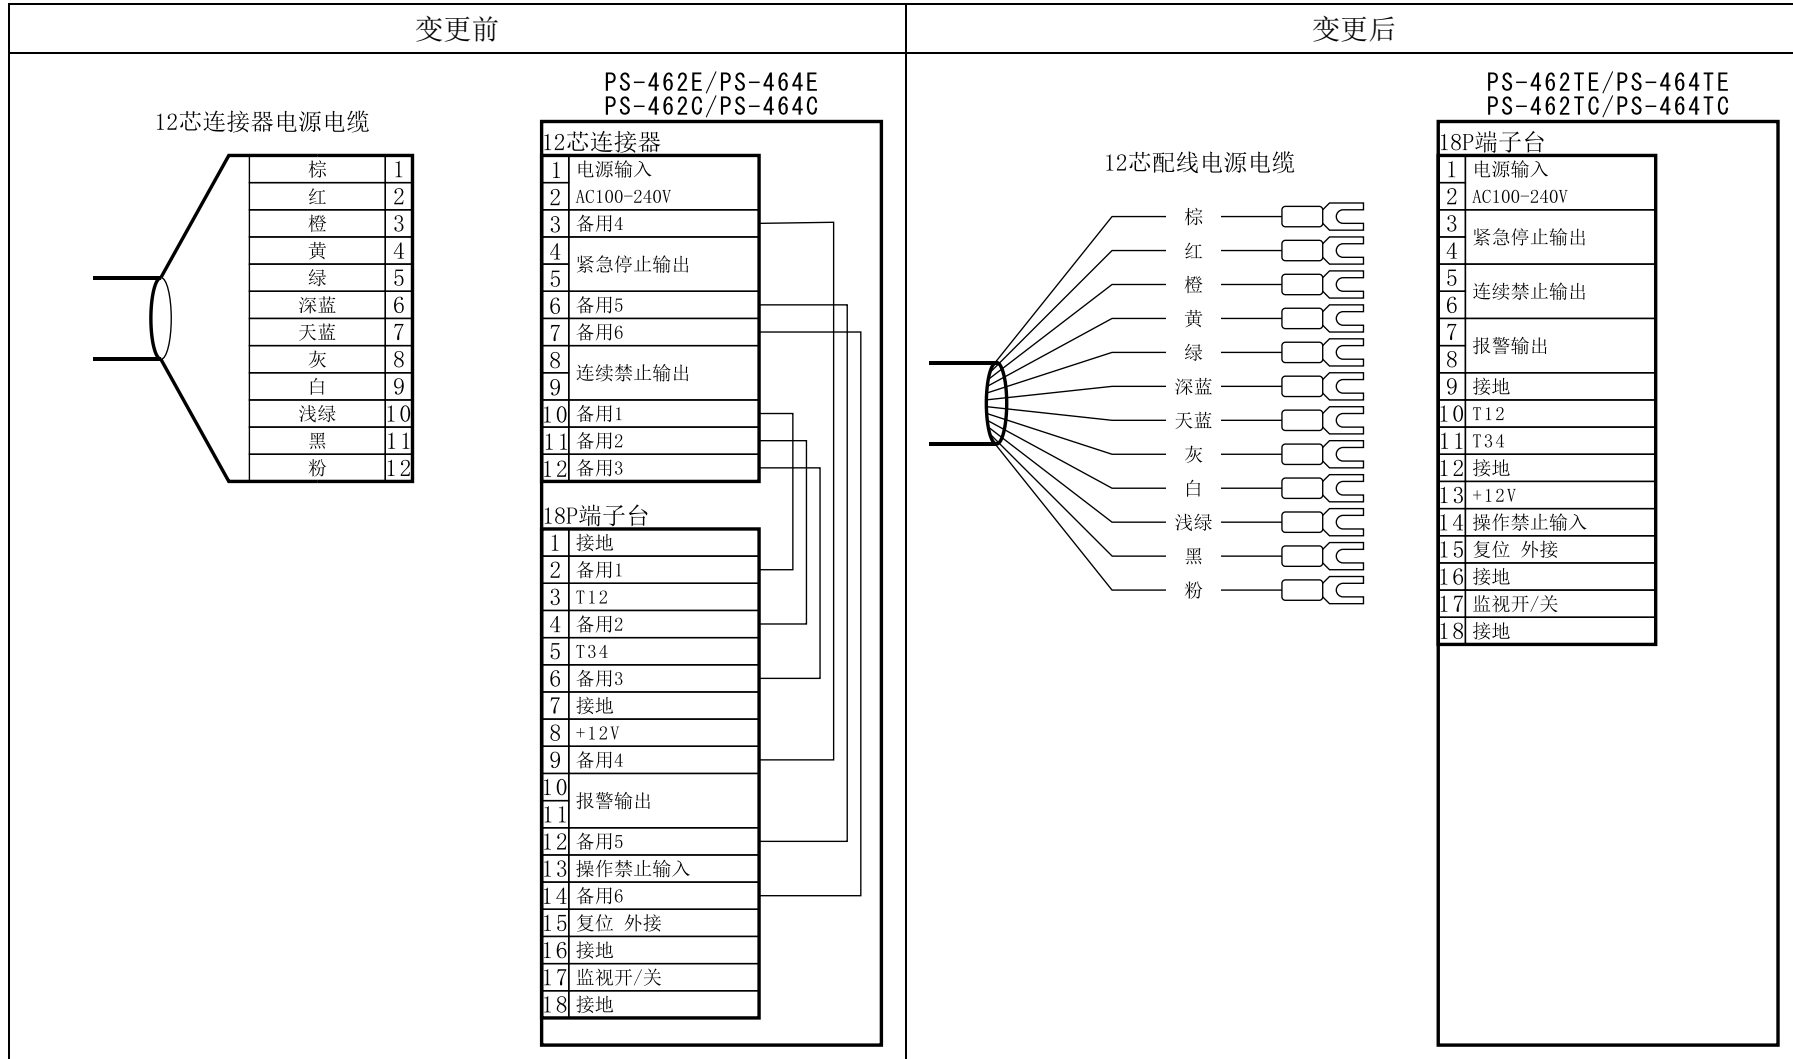 变更前
变更后
PS-462E/PS-464E
PS-462C/PS-464C
12芯连接器电源电缆
棕 1
红 2
橙 3
黄 4
绿 5
深蓝 6
天蓝 7
灰 8
白 9
浅绿 10
黑 11
粉 12
12芯连接器
1 电源输入
2 AC100-240V
3 备用4
4 紧急停止输出
5
6 备用5
7 备用6
8 连续禁止输出
9
10 备用1
11 备用2
12 备用3
18P端子台
1 接地
2 备用1
3 T12
4 备用2
5 T34
6 备用3
7 接地
8 +12V
9 备用4
10 报警输出
11
12 备用5
13 操作禁止输入
14 备用6
15 复位 外接
16 接地
17 监视开/关
18 接地
PS-462TE/PS-464TE
PS-462TC/PS-464TC
12芯配线电源电缆
棕
红
橙
黄
绿
深蓝
天蓝
灰
白
浅绿
黑
粉
18P端子台
1 电源输入
2 AC100-240V
3 紧急停止输出
4
5 连续禁止输出
6
7 报警输出
8
9 接地
10 T12
11 T34
12 接地
13 +12V
14 操作禁止输入
15 复位 外接
16 接地
17 监视开/关
18 接地